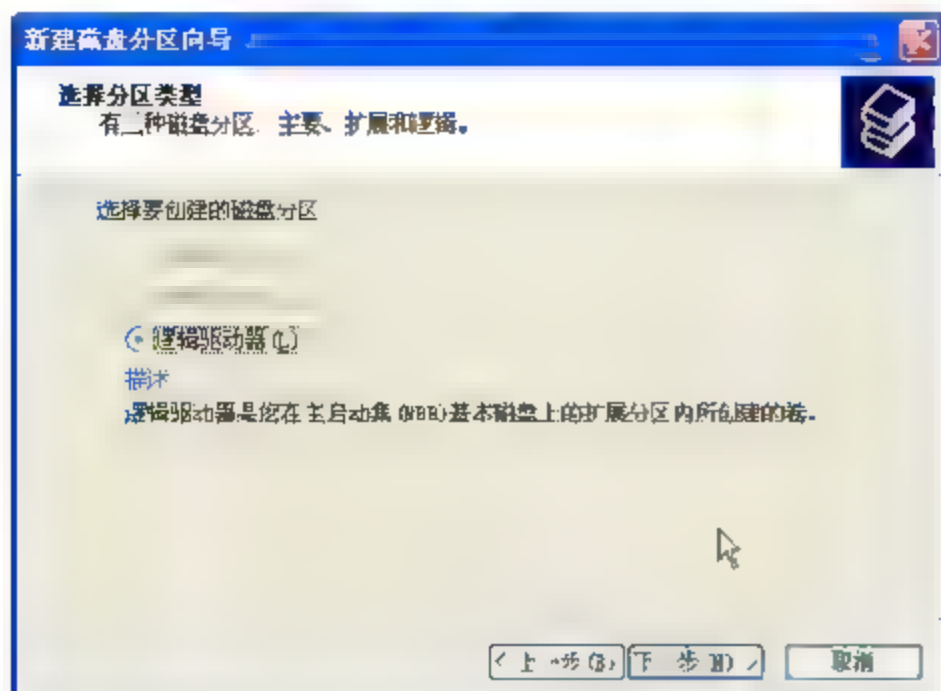 新建磁盘分区向导
选择分区类型
有三种磁盘分区: 主要、扩展和逻辑。
选择要创建的磁盘分区
逻辑驱动器(L)
描述
逻辑驱动器是您在主启动集(MBR)基本磁盘上的扩展分区内所创建的卷。
< 上一步(B)
下一步(N) >
取消